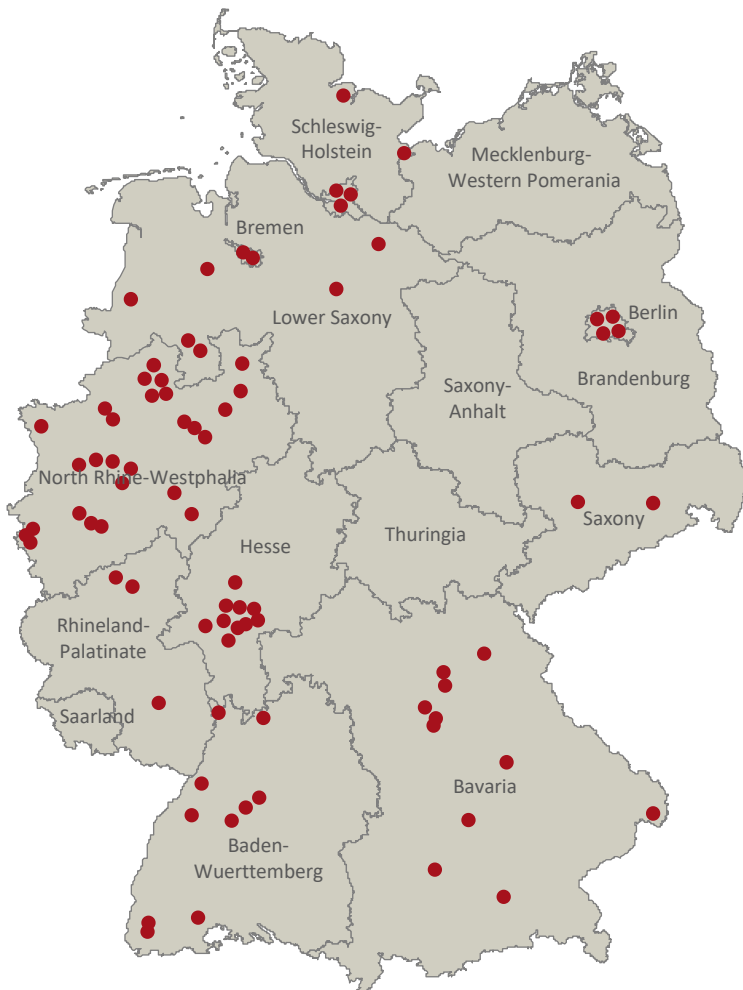 Schleswig-
Holstein
Mecklenburg-
Western Pomerania
Bremen
Lower Saxony
Berlin
Brandenburg
Saxony-
Anhalt
North Rhine-Westphalia
Saxony
Thuringia
Hesse
Rhineland-
Palatinate
Saarland
Bavaria
Baden-
Wuerttemberg